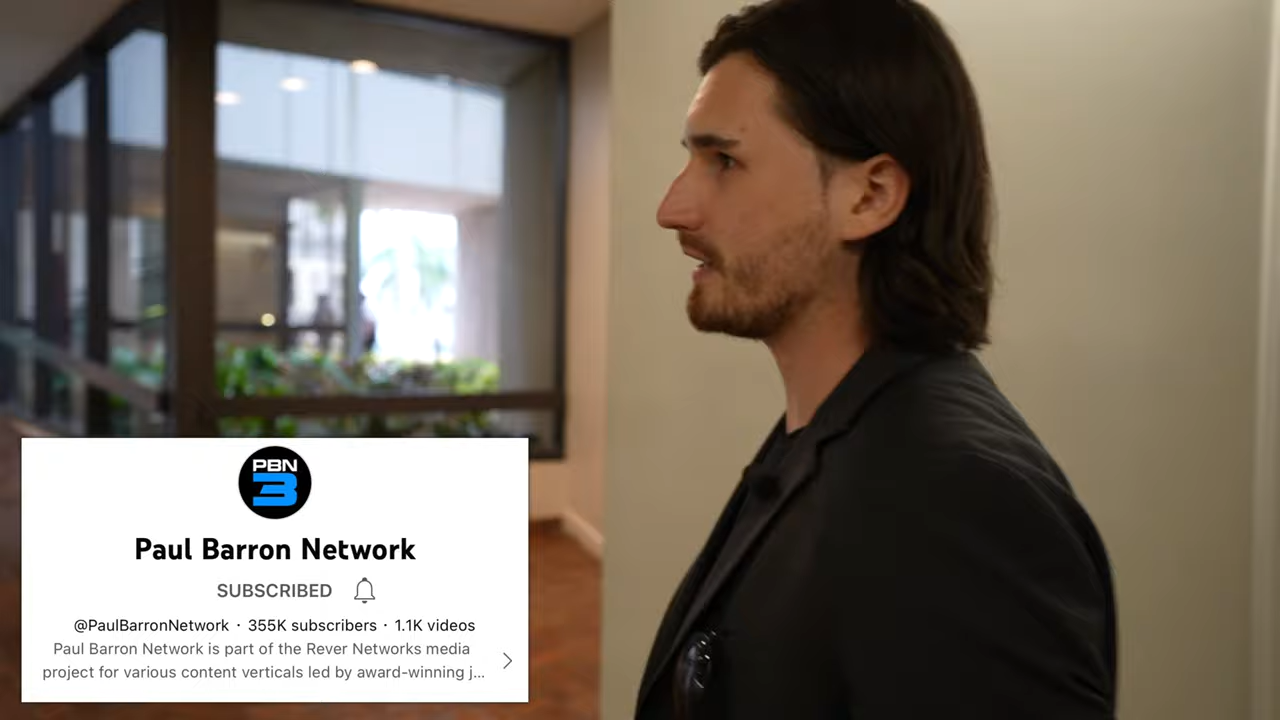 PBN
3
Paul Barron Network
SUBSCRIBED
@PaulBarronNetwork · 355K subscribers · 1.1K videos
Paul Barron Network is part of the Rever Networks media
project for various content verticals led by award-winning j...